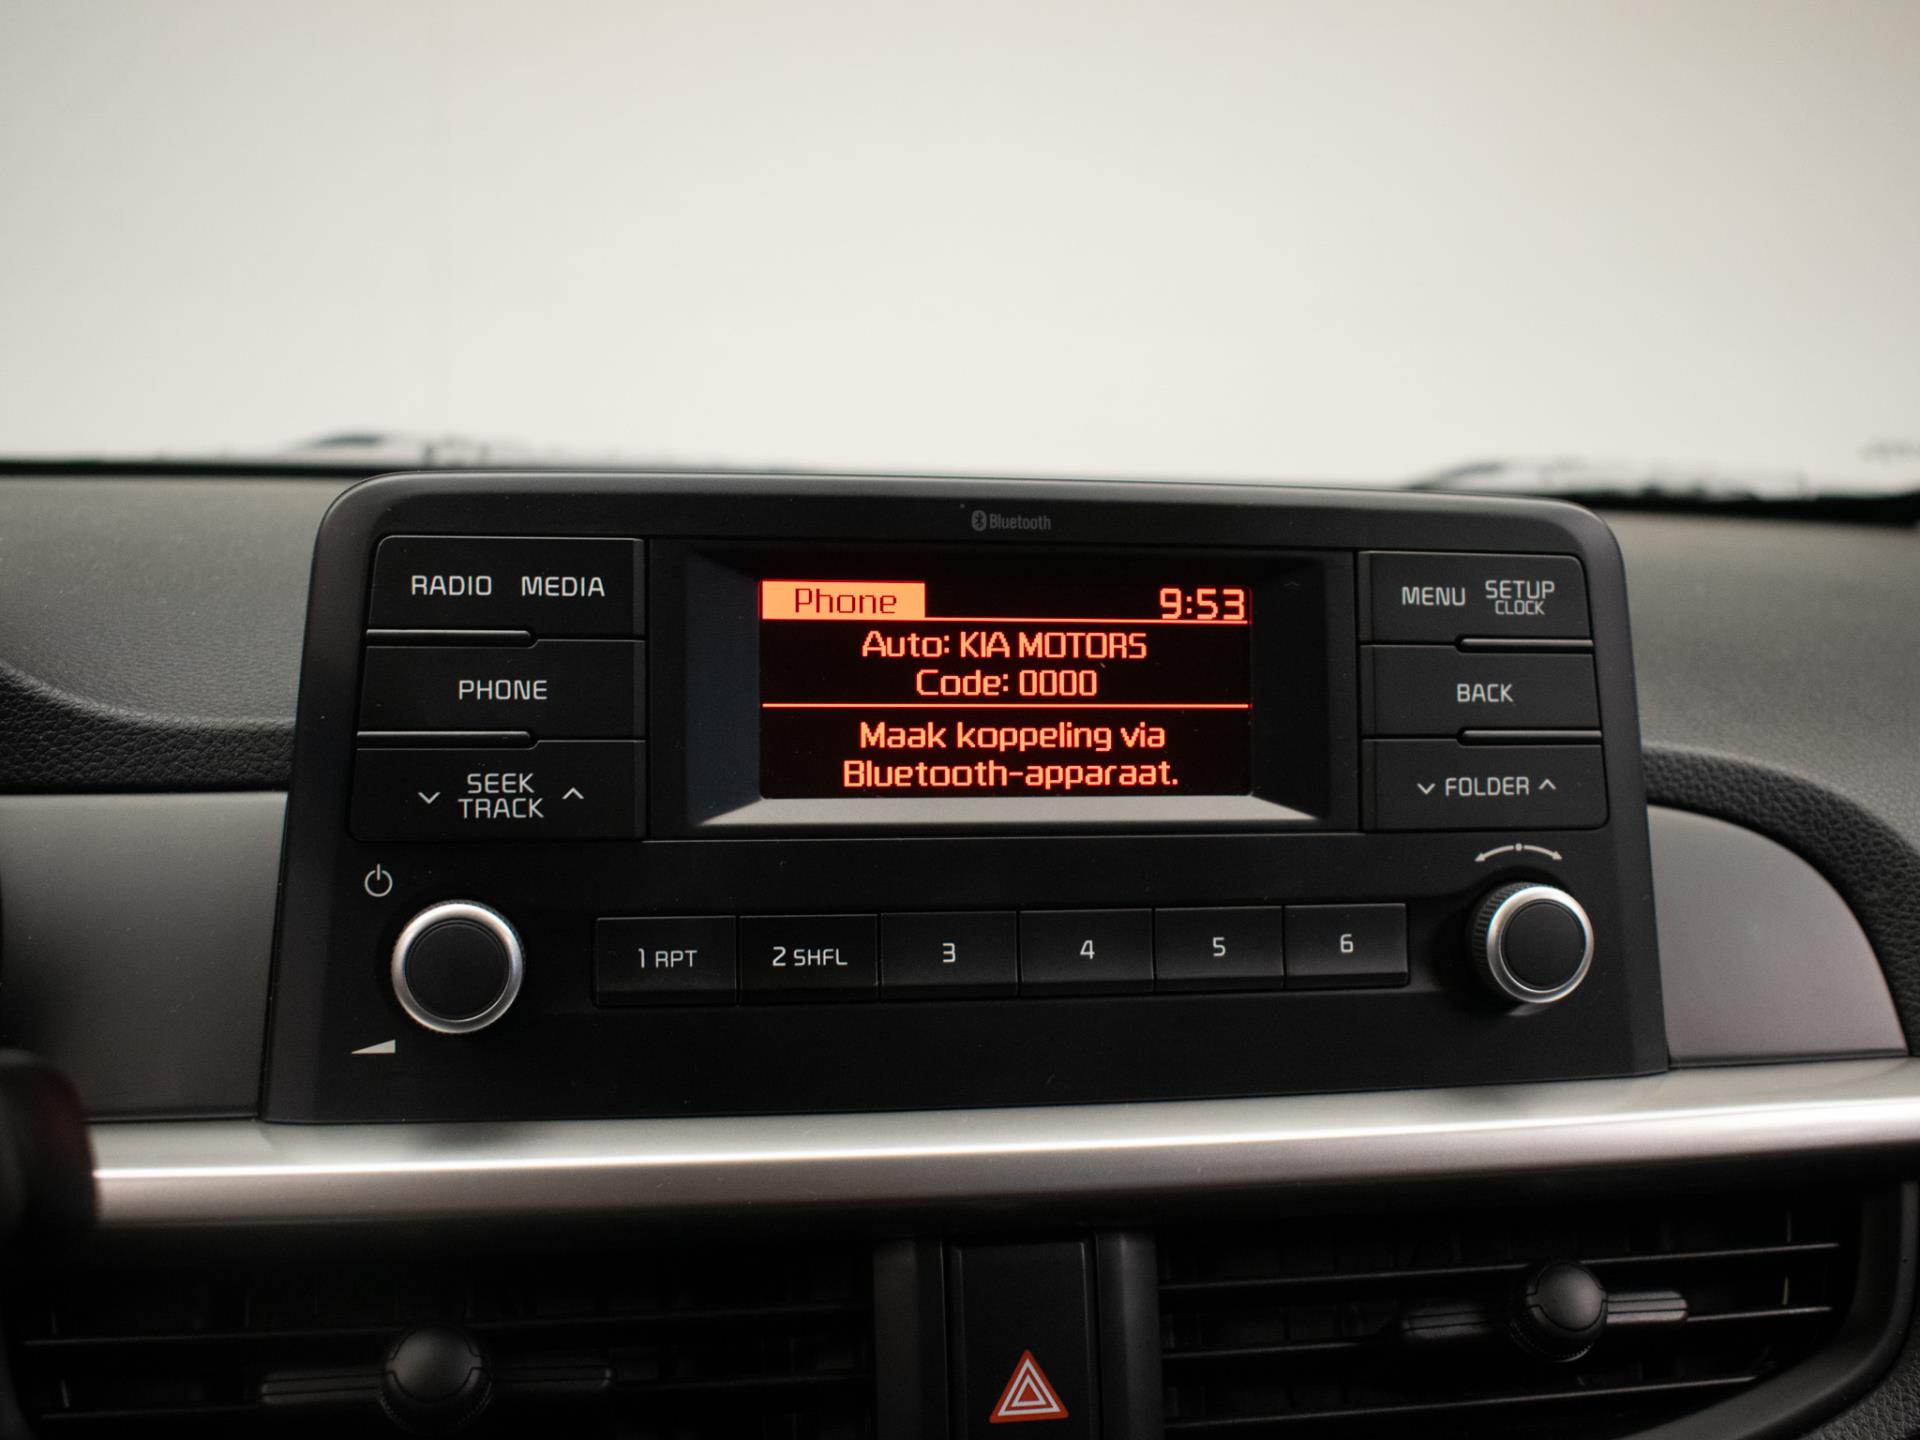 Bluetooth
RADIO MEDIA
PHONE
SEEK
TRACK
Phone 9:53
Auto: KIA MOTORS
Code: 0000
Maak koppeling via
Bluetooth-apparaat.
MENU SETUP
CLOCK
BACK
FOLDER
1 RPT 2 SHFL 3 4 5 6